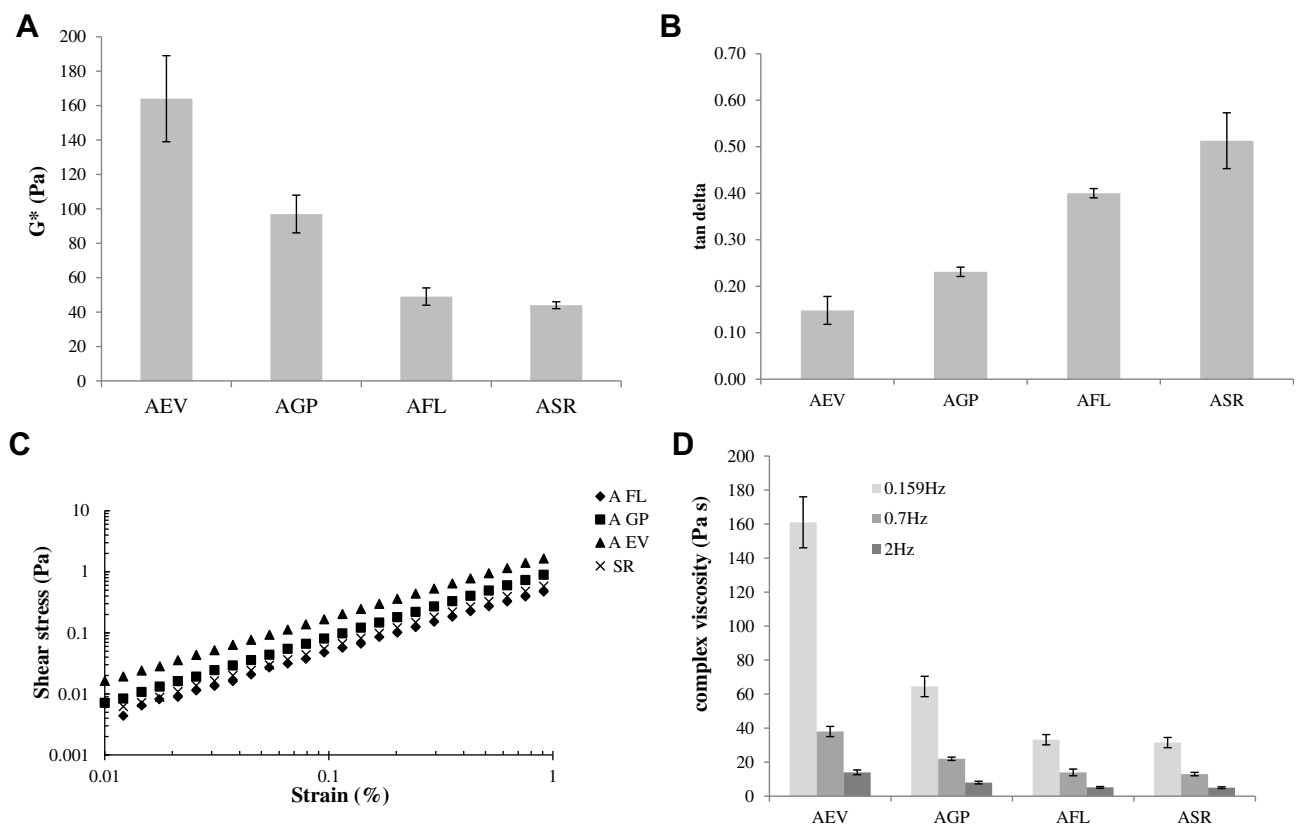 A
G* (Pa)
200
180
160
140
120
100
80
60
40
20
0
AEV AGP AFL ASR
B
tan delta
0.70
0.60
0.50
0.40
0.30
0.20
0.10
0.00
AEV AGP AFL ASR
C
Shear stress (Pa)
10
1
0.1
0.01
0.001
0.01 0.1 1
Strain (%)
A FL
A GP
A EV
SR
D
complex viscosity (Pa s)
200
180
160
140
120
100
80
60
40
20
0
0.159Hz
0.7Hz
2Hz
AEV AGP AFL ASR